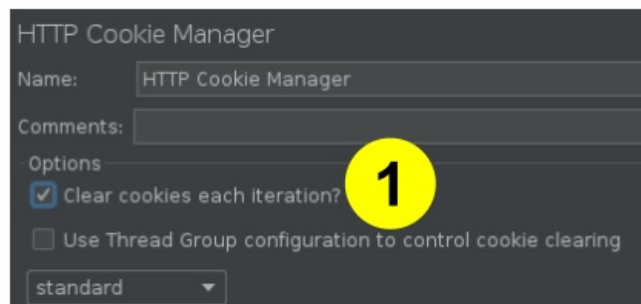 HTTP Cookie Manager
Name: HTTP Cookie Manager
Comments:
Options
Clear cookies each iteration?
1
Use Thread Group configuration to control cookie clearing
standard